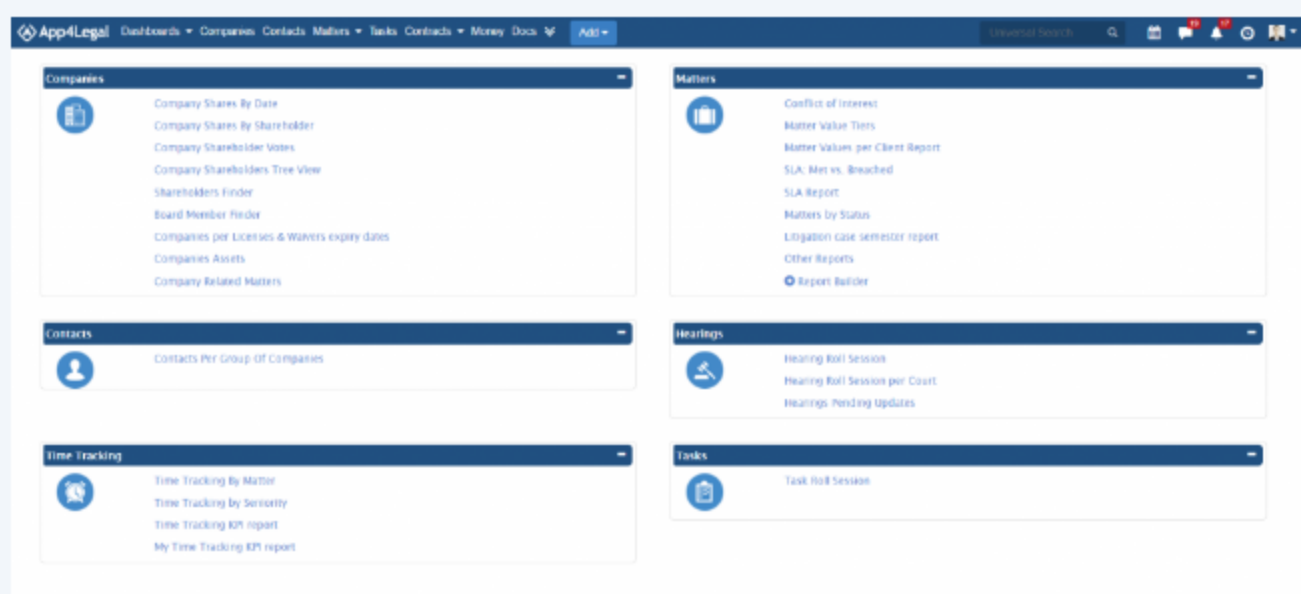 App4Legal Dashboards Companies Contacts Matters Tasks Contracts Money Docs Add Universal Search 17
Companies
Company Shares By Date
Company Shares By Shareholder
Company Shareholder Votes
Company Shareholders Tree View
Shareholders Finder
Board Member Finder
Companies per Licenses & Waivers expiry dates
Companies Assets
Company Related Matters
Matters
Conflict of Interest
Matter Value Tiers
Matter Values per Client Report
SLA: Met vs. Breached
SLA Report
Matters by Status
Litigation case semester report
Other Reports
Report Builder
Contacts
Contacts Per Group Of Companies
Hearings
Hearing Roll Session
Hearing Roll Session per Court
Hearings Pending Updates
Time Tracking
Time Tracking By Matter
Time Tracking by Seniority
Time Tracking KPI report
My Time Tracking KPI report
Tasks
Task Roll Session